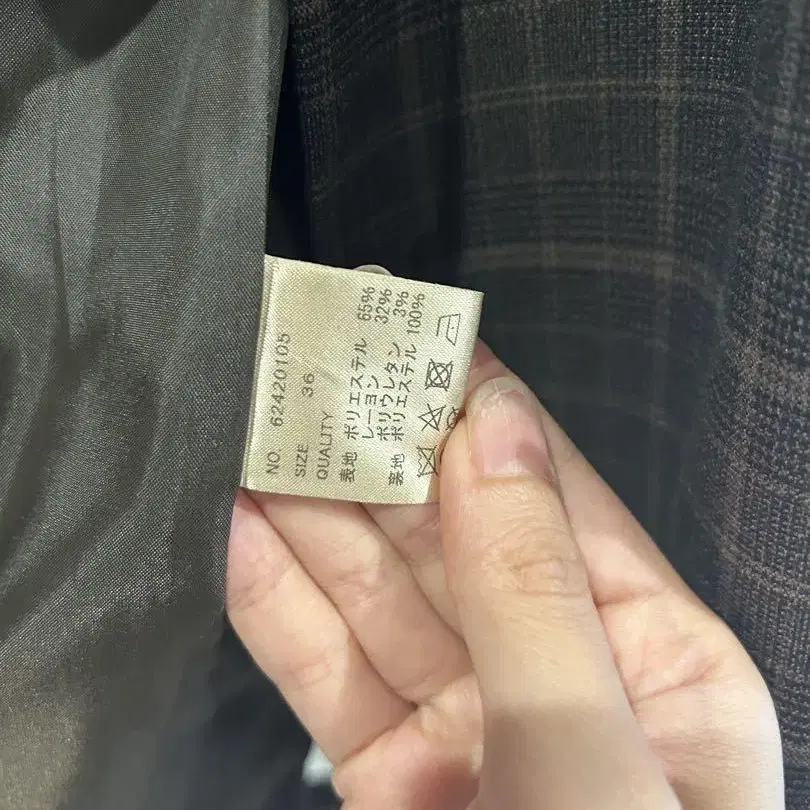 NO. 62420105
SIZE 36
QUALITY
表地 ポリエステル 65%
レーヨン 32%
ポリウレタン 3%
裏地 ポリエステル 100%